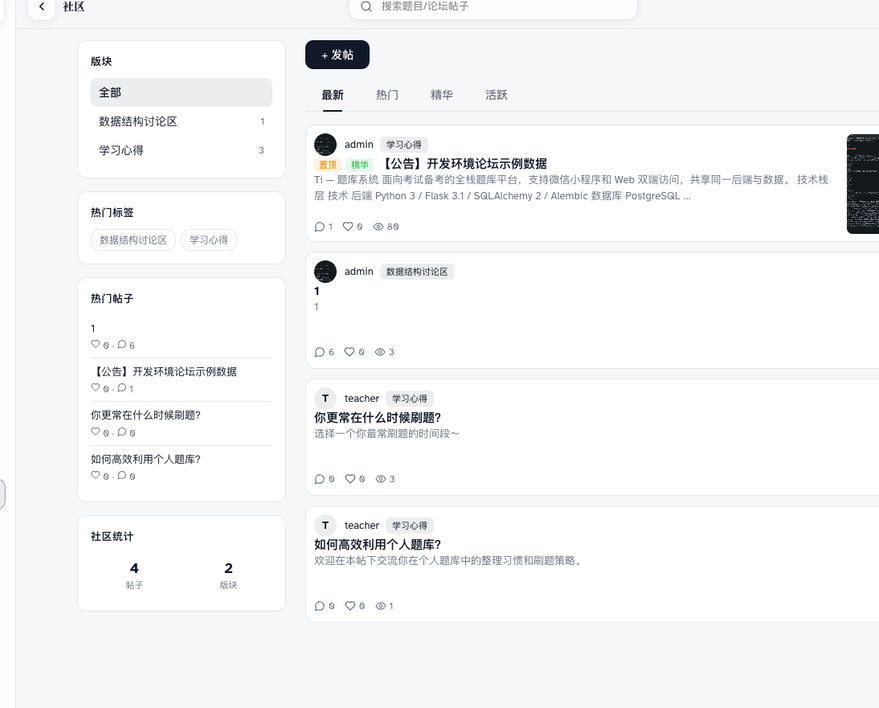 社区
搜索题目/论坛帖子
版块
全部
数据结构讨论区 1
学习心得 3
热门标签
数据结构讨论区 学习心得
热门帖子
1
0 · 6
【公告】开发环境论坛示例数据
0 · 1
你更常在什么时候刷题?
0 · 0
如何高效利用个人题库?
0 · 0
社区统计
4 2
帖子 版块
+ 发帖
最新 热门 精华 活跃
admin 学习心得
置顶 精华 【公告】开发环境论坛示例数据
Ti — 题库系统 面向考试备考的全栈题库平台，支持微信小程序和 Web 双端访问，共享同一后端与数据。 技术栈
层 技术 后端 Python 3 / Flask 3.1 / SQLAlchemy 2 / Alembic 数据库 PostgreSQL ...
1 0 80
admin 数据结构讨论区
1
1
6 0 3
T teacher 学习心得
你更常在什么时候刷题?
选择一个你最常刷题的时间段～
0 0 3
T teacher 学习心得
如何高效利用个人题库?
欢迎在本帖下交流你在个人题库中的整理习惯和刷题策略。
0 0 1